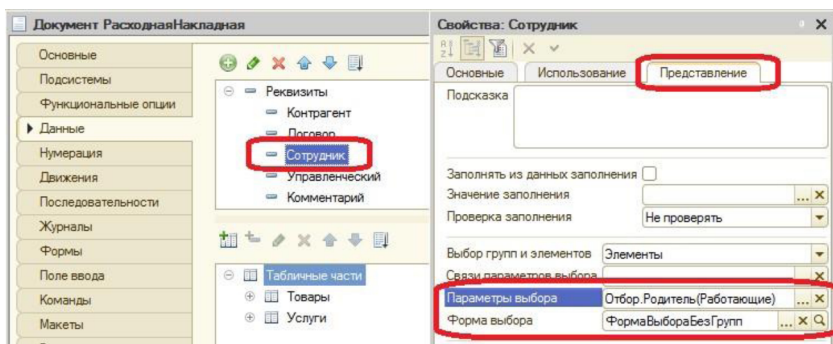 Документ РасходнаяНакладная
Основные
Подсистемы
Функциональные опции
Данные
Нумерация
Движения
Последовательности
Журналы
Формы
Поле ввода
Команды
Макеты
Реквизиты
Контрагент
Договор
Сотрудник
Управленческий
Комментарий
Табличные части
Товары
Услуги
Свойства: Сотрудник
Основные Использование Представление
Подсказка
Заполнять из данных заполнения
Значение заполнения ...
Проверка заполнения Не проверять
Выбор групп и элементов Элементы
Связи параметров выбора
Параметры выбора Отбор.Родитель(Работающие) ...
Форма выбора ФормаВыбораБезГрупп ...